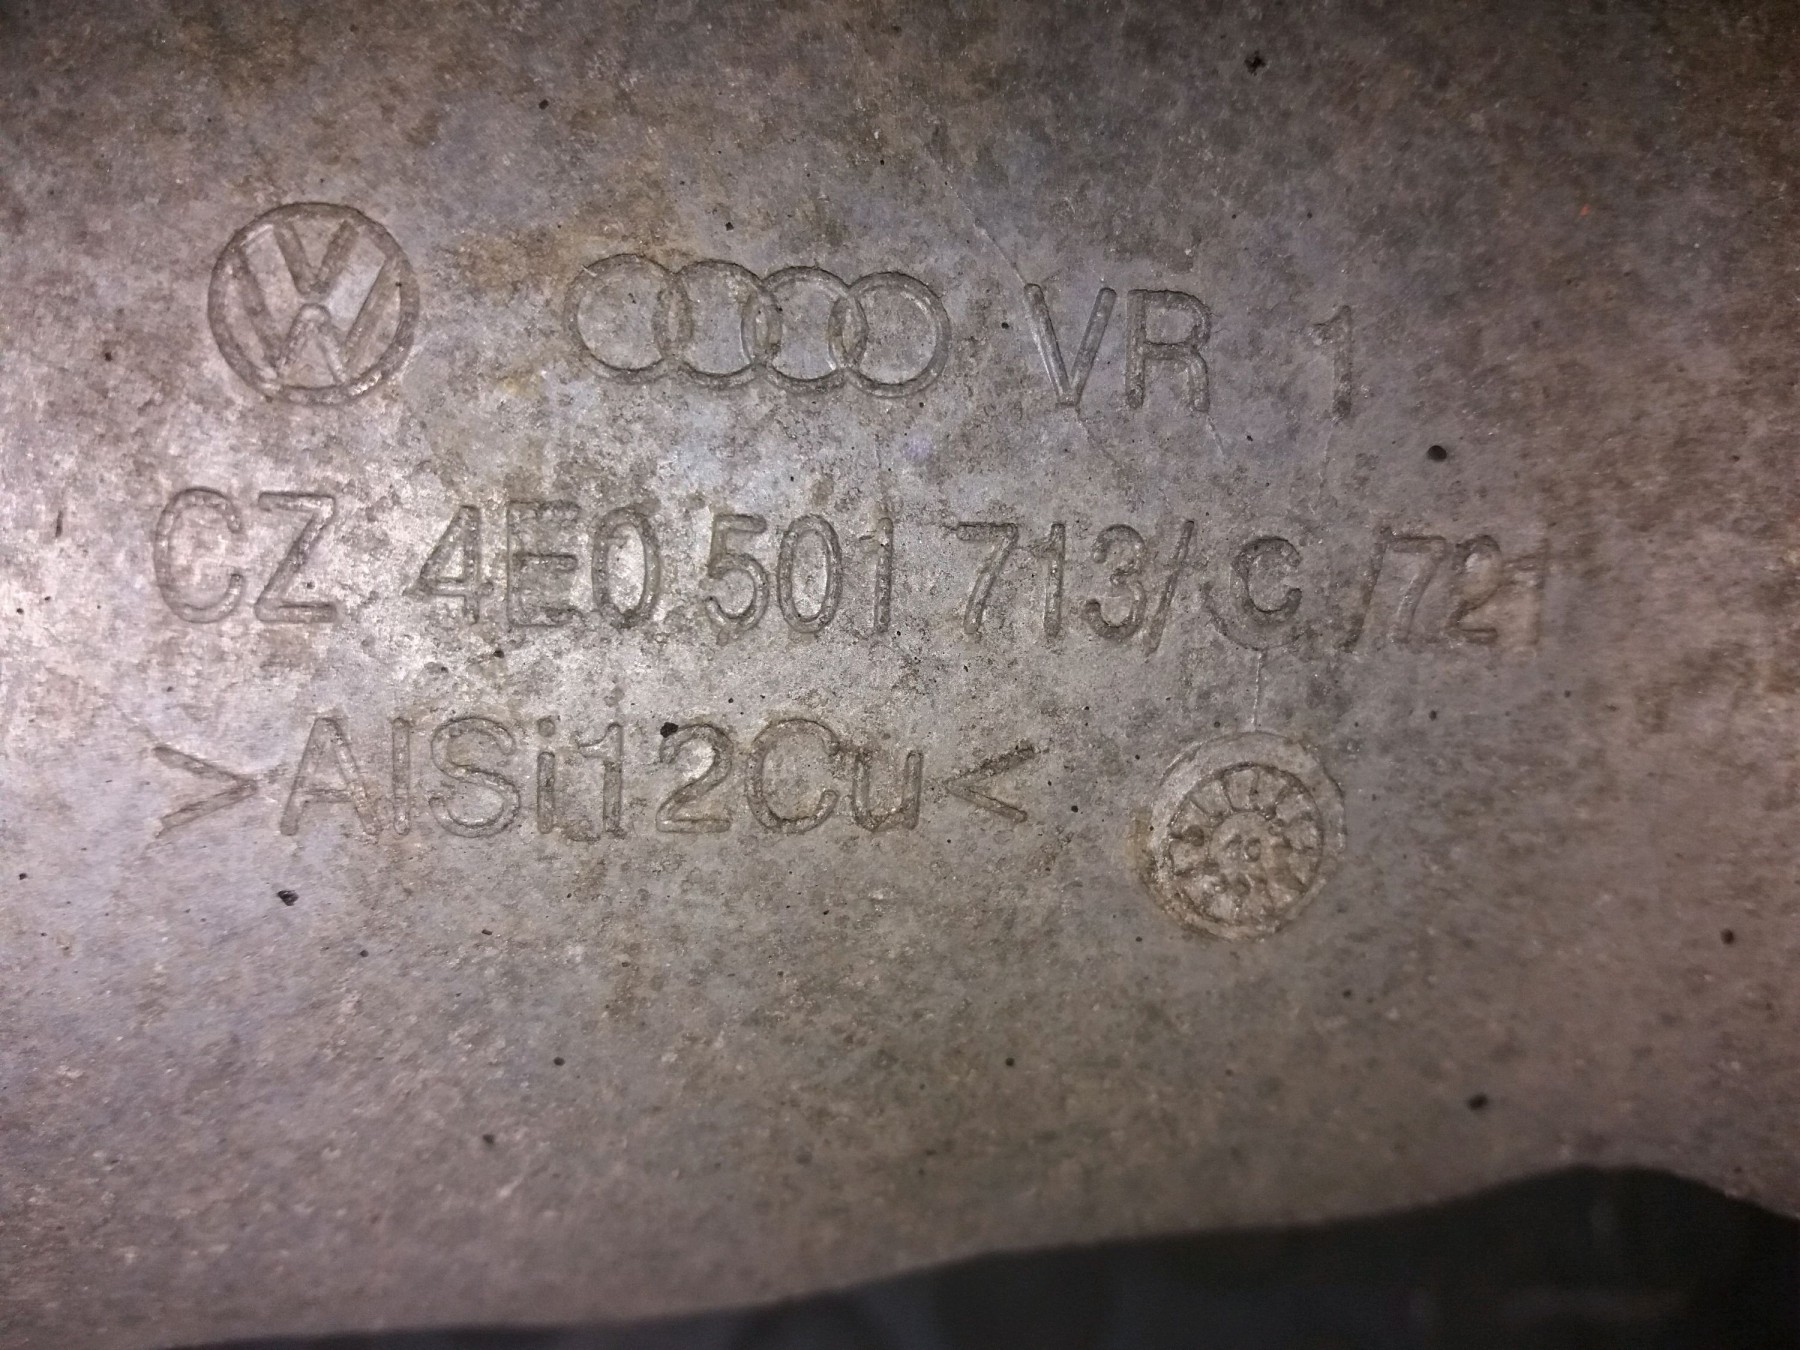 VR 1
CZ 4E0 501 713/ C /721
>AlSi12Cu<